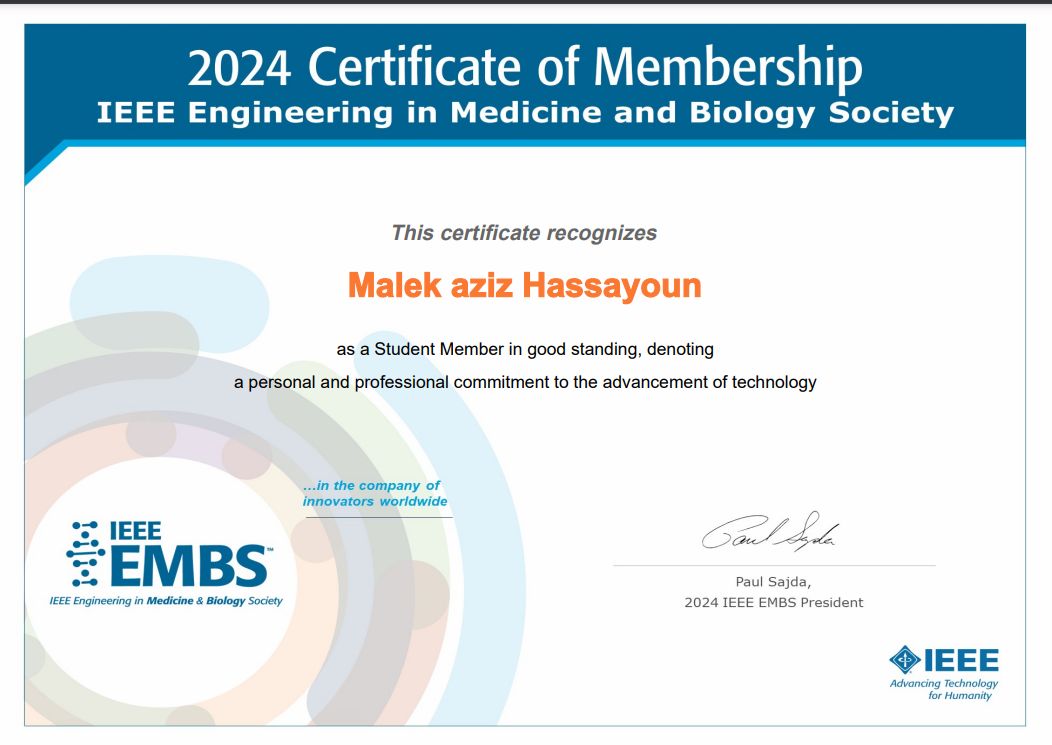 2024 Certificate of Membership
IEEE Engineering in Medicine and Biology Society
This certificate recognizes
Malek aziz Hassayoun
as a Student Member in good standing, denoting
a personal and professional commitment to the advancement of technology
...in the company of
innovators worldwide
IEEE
EMBS™
IEEE Engineering in Medicine & Biology Society
Paul Sajda
Paul Sajda,
2024 IEEE EMBS President
IEEE
Advancing Technology
for Humanity